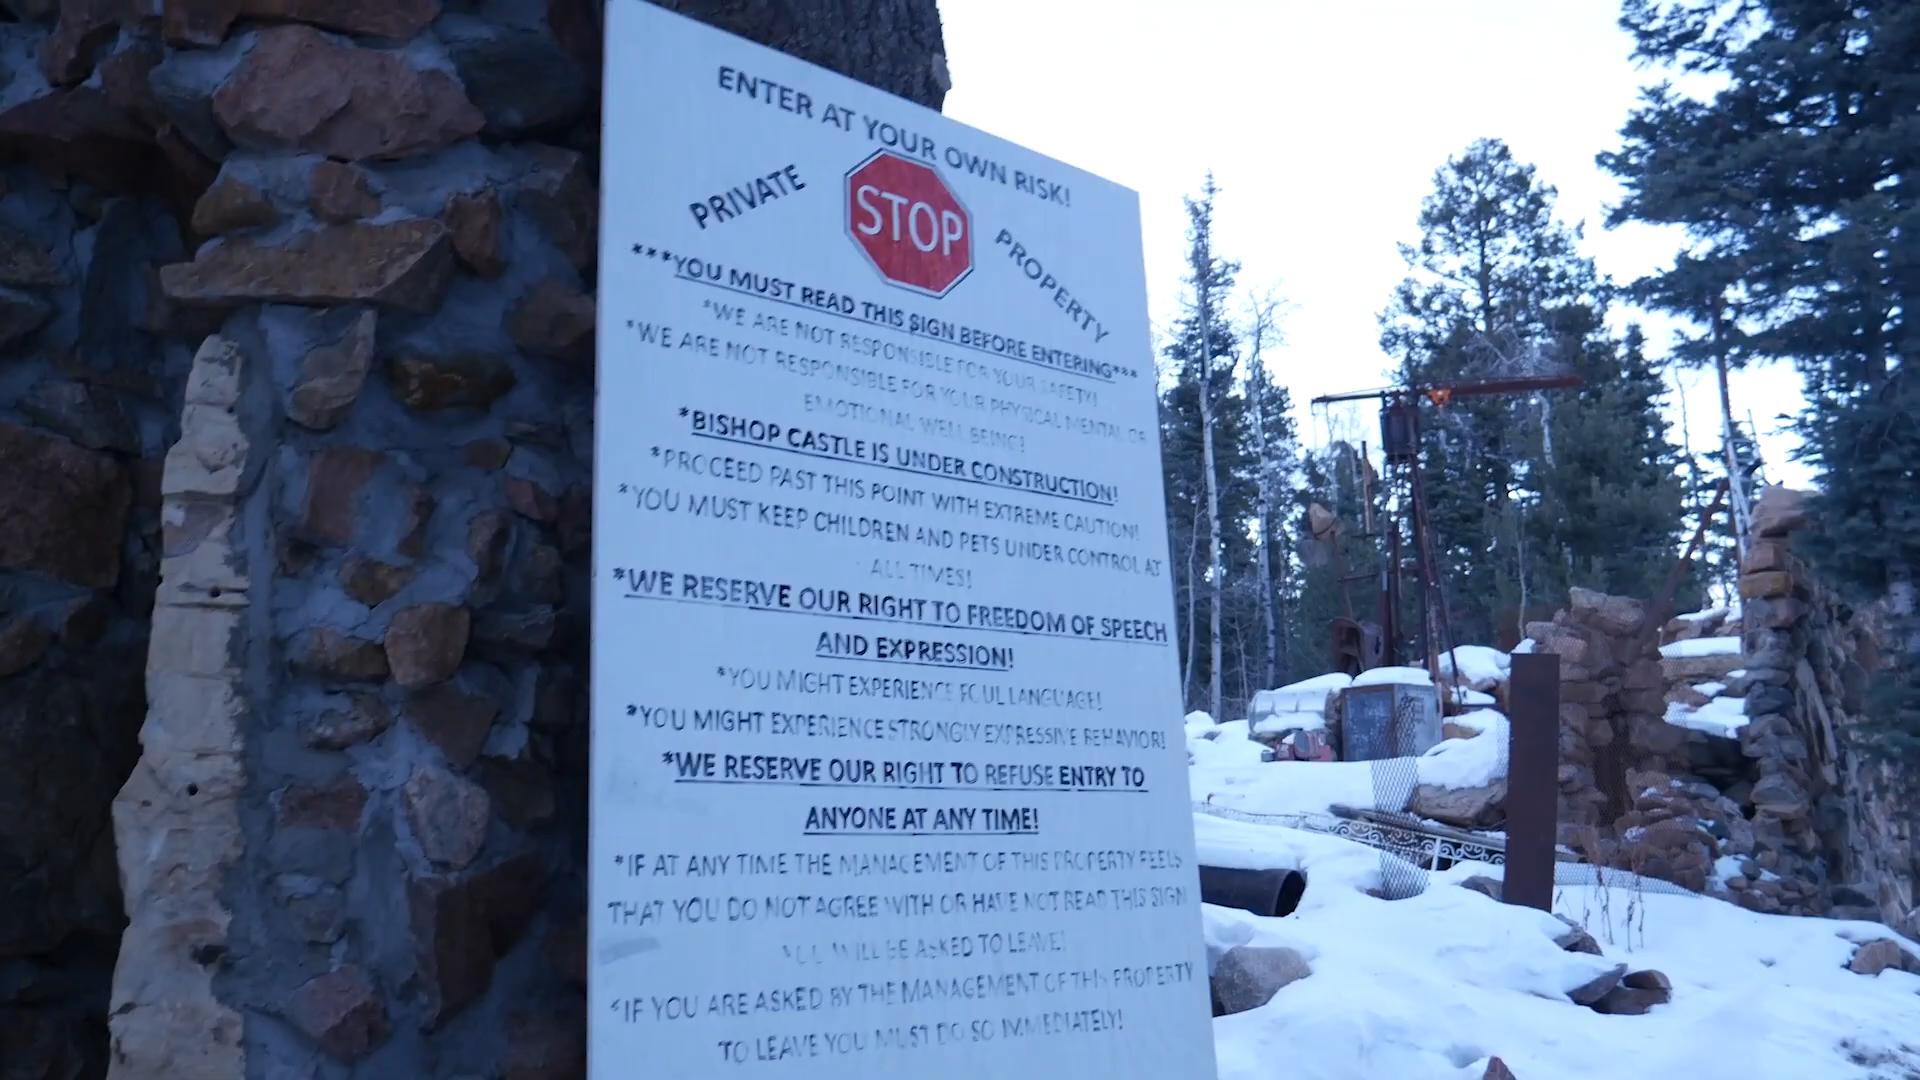 ENTER AT YOUR OWN RISK!
PRIVATE STOP PROPERTY
***YOU MUST READ THIS SIGN BEFORE ENTERING***
*WE ARE NOT RESPONSIBLE FOR YOUR SAFETY!
*WE ARE NOT RESPONSIBLE FOR YOUR PHYSICAL MENTAL OR
EMOTIONAL WELL BEING!
*BISHOP CASTLE IS UNDER CONSTRUCTION!
*PROCEED PAST THIS POINT WITH EXTREME CAUTION!
*YOU MUST KEEP CHILDREN AND PETS UNDER CONTROL AT
ALL TIMES!
*WE RESERVE OUR RIGHT TO FREEDOM OF SPEECH
AND EXPRESSION!
*YOU MIGHT EXPERIENCE FOUL LANGUAGE!
*YOU MIGHT EXPERIENCE STRONGLY EXPRESSIVE BEHAVIOR!
*WE RESERVE OUR RIGHT TO REFUSE ENTRY TO
ANYONE AT ANY TIME!
*IF AT ANY TIME THE MANAGEMENT OF THIS PROPERTY FEELS
THAT YOU DO NOT AGREE WITH OR HAVE NOT READ THIS SIGN
YOU WILL BE ASKED TO LEAVE!
*IF YOU ARE ASKED BY THE MANAGEMENT OF THIS PROPERTY
TO LEAVE YOU MUST DO SO IMMEDIATELY!